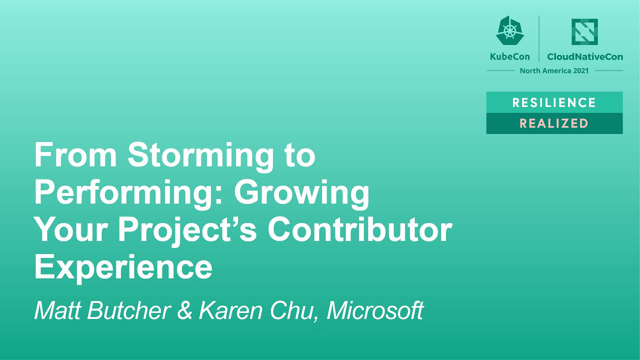 KubeCon
CloudNativeCon
North America 2021
RESILIENCE
REALIZED
From Storming to
Performing: Growing
Your Project's Contributor
Experience
Matt Butcher & Karen Chu, Microsoft